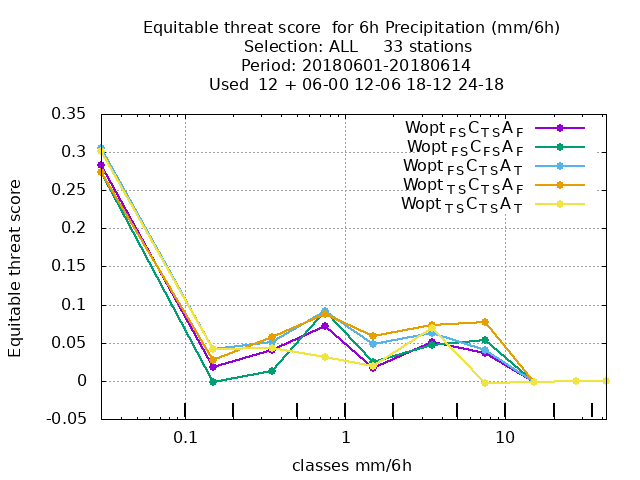 Equitable threat score  for 6h Precipitation (mm/6h)
Selection: ALL     33 stations
Period: 20180601-20180614
Used  12 + 06-00 12-06 18-12 24-18
Wopt FS C TS A F
Wopt FS C FS A F
Wopt FS C TS A T
Wopt TS C TS A F
Wopt TS C TS A T
Equitable threat score
0.35
0.3
0.25
0.2
0.15
0.1
0.05
0
-0.05
0.1 1 10
classes mm/6h